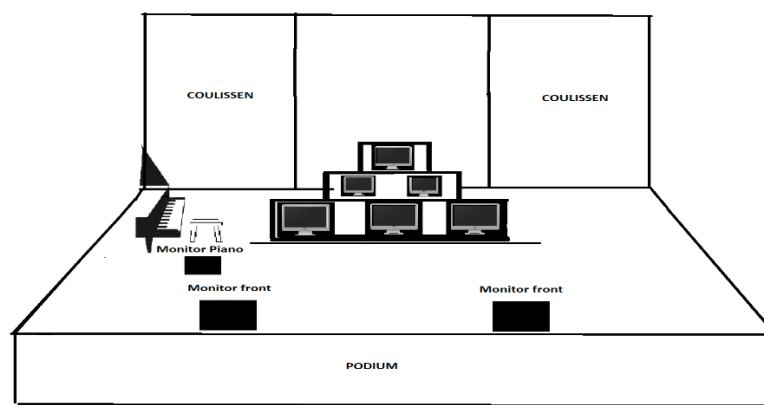 COULISSEN
COULISSEN
Monitor Piano
Monitor front
Monitor front
PODIUM